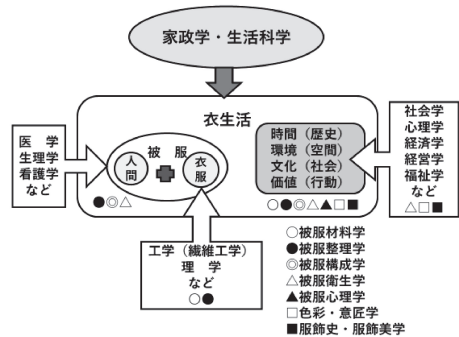 家政学・生活科学
衣生活
医　学
生理学
看護学
など
被　服
人間
衣服
●◎△
時間（歴史）
環境（空間）
文化（社会）
価値（行動）
○●◎△▲□■
社会学
心理学
経済学
経営学
福祉学
など
△□■
工学（繊維工学）
理　学
など
○●
○被服材料学
●被服整理学
◎被服構成学
△被服衛生学
▲被服心理学
□色彩・意匠学
■服飾史・服飾美学